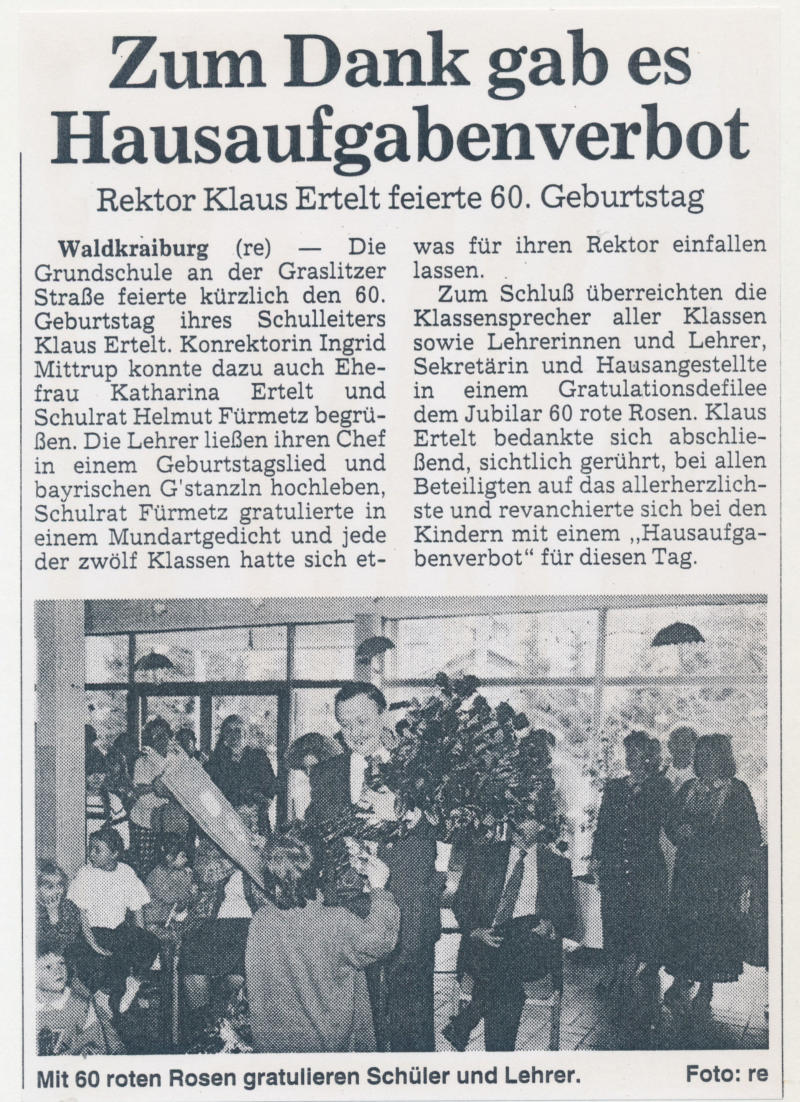 Zum Dank gab es
Hausaufgabenverbot
Rektor Klaus Ertelt feierte 60. Geburtstag
Waldkraiburg (re) — Die
Grundschule an der Graslitzer
Straße feierte kürzlich den 60.
Geburtstag ihres Schulleiters
Klaus Ertelt. Konrektorin Ingrid
Mittrup konnte dazu auch Ehe-
frau Katharina Ertelt und
Schulrat Helmut Fürmetz begrü-
ßen. Die Lehrer ließen ihren Chef
in einem Geburtstagslied und
bayrischen G'stanzln hochleben,
Schulrat Fürmetz gratulierte in
einem Mundartgedicht und jede
der zwölf Klassen hatte sich et-
was für ihren Rektor einfallen
lassen.
Zum Schluß überreichten die
Klassensprecher aller Klassen
sowie Lehrerinnen und Lehrer,
Sekretärin und Hausangestellte
in einem Gratulationsdefilee
dem Jubilar 60 rote Rosen. Klaus
Ertelt bedankte sich abschlie-
ßend, sichtlich gerührt, bei allen
Beteiligten auf das allerherzlich-
ste und revanchierte sich bei den
Kindern mit einem „Hausaufga-
benverbot“ für diesen Tag.
Mit 60 roten Rosen gratulieren Schüler und Lehrer. Foto: re